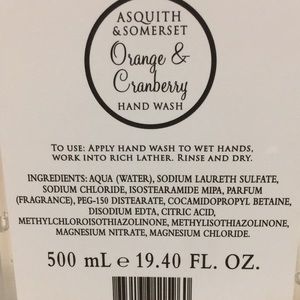 ASQUITH
& SOMERSET
Orange &
Cranberry
HAND WASH
TO USE: APPLY HAND WASH TO WET HANDS,
WORK INTO RICH LATHER. RINSE AND DRY.
INGREDIENTS: AQUA (WATER), SODIUM LAURETH SULFATE,
SODIUM CHLORIDE, ISOSTEARAMIDE MIPA, PARFUM
(FRAGRANCE), PEG-150 DISTEARATE, COCAMIDOPROPYL BETAINE,
DISODIUM EDTA, CITRIC ACID,
METHYLCHLOROISOTHIAZOLINONE, METHYLISOTHIAZOLINONE,
MAGNESIUM NITRATE, MAGNESIUM CHLORIDE.
500 mL e 19.40 FL. OZ.